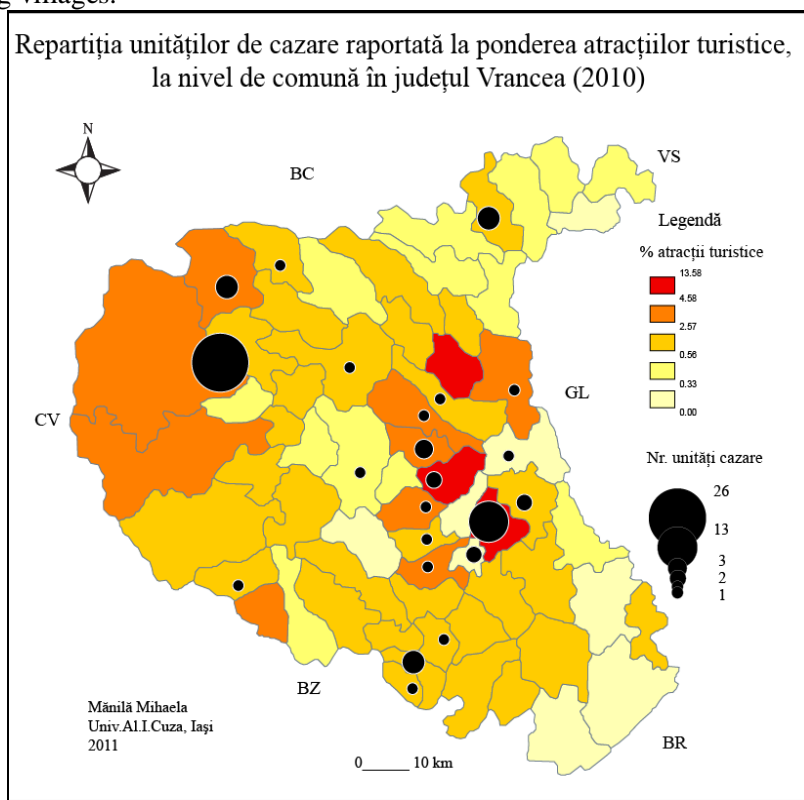 g villages.
Repartiția unităților de cazare raportată la ponderea atracțiilor turistice,
la nivel de comună în județul Vrancea (2010)
N
BC
VS
Legendă
% atracții turistice
13.58
4.58
2.57
0.56
0.33
0.00
CV
GL
Nr. unități cazare
26
13
3
2
1
BZ
BR
Mănilă Mihaela
Univ.Al.I.Cuza, Iași
2011
0______ 10 km